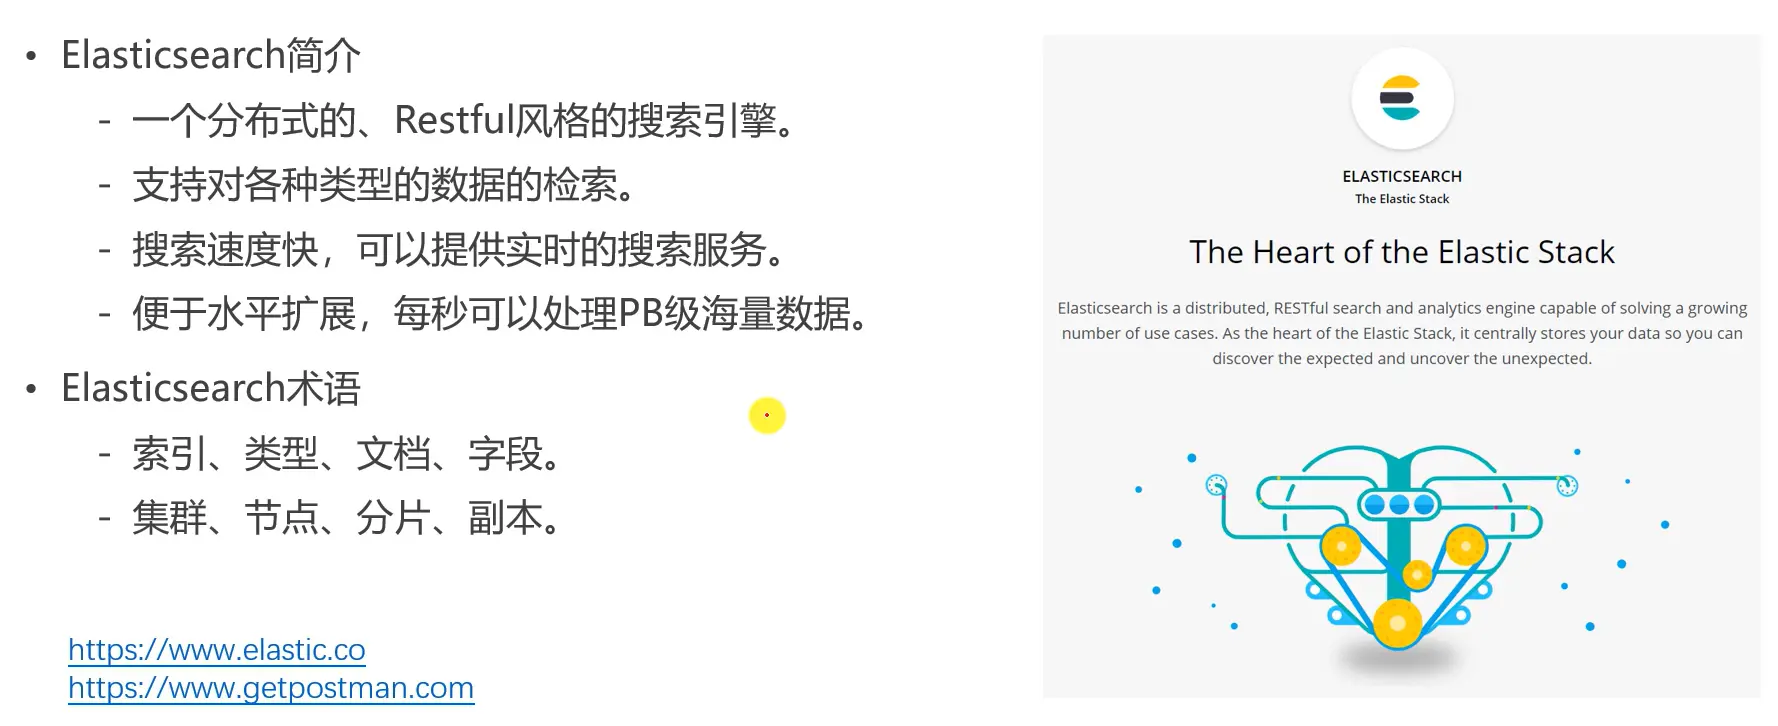 • Elasticsearch简介
- 一个分布式的、Restful风格的搜索引擎。
- 支持对各种类型的数据的检索。
- 搜索速度快，可以提供实时的搜索服务。
- 便于水平扩展，每秒可以处理PB级海量数据。
• Elasticsearch术语
- 索引、类型、文档、字段。
- 集群、节点、分片、副本。
https://www.elastic.co
https://www.getpostman.com
ELASTICSEARCH
The Elastic Stack
The Heart of the Elastic Stack
Elasticsearch is a distributed, RESTful search and analytics engine capable of solving a growing
number of use cases. As the heart of the Elastic Stack, it centrally stores your data so you can
discover the expected and uncover the unexpected.